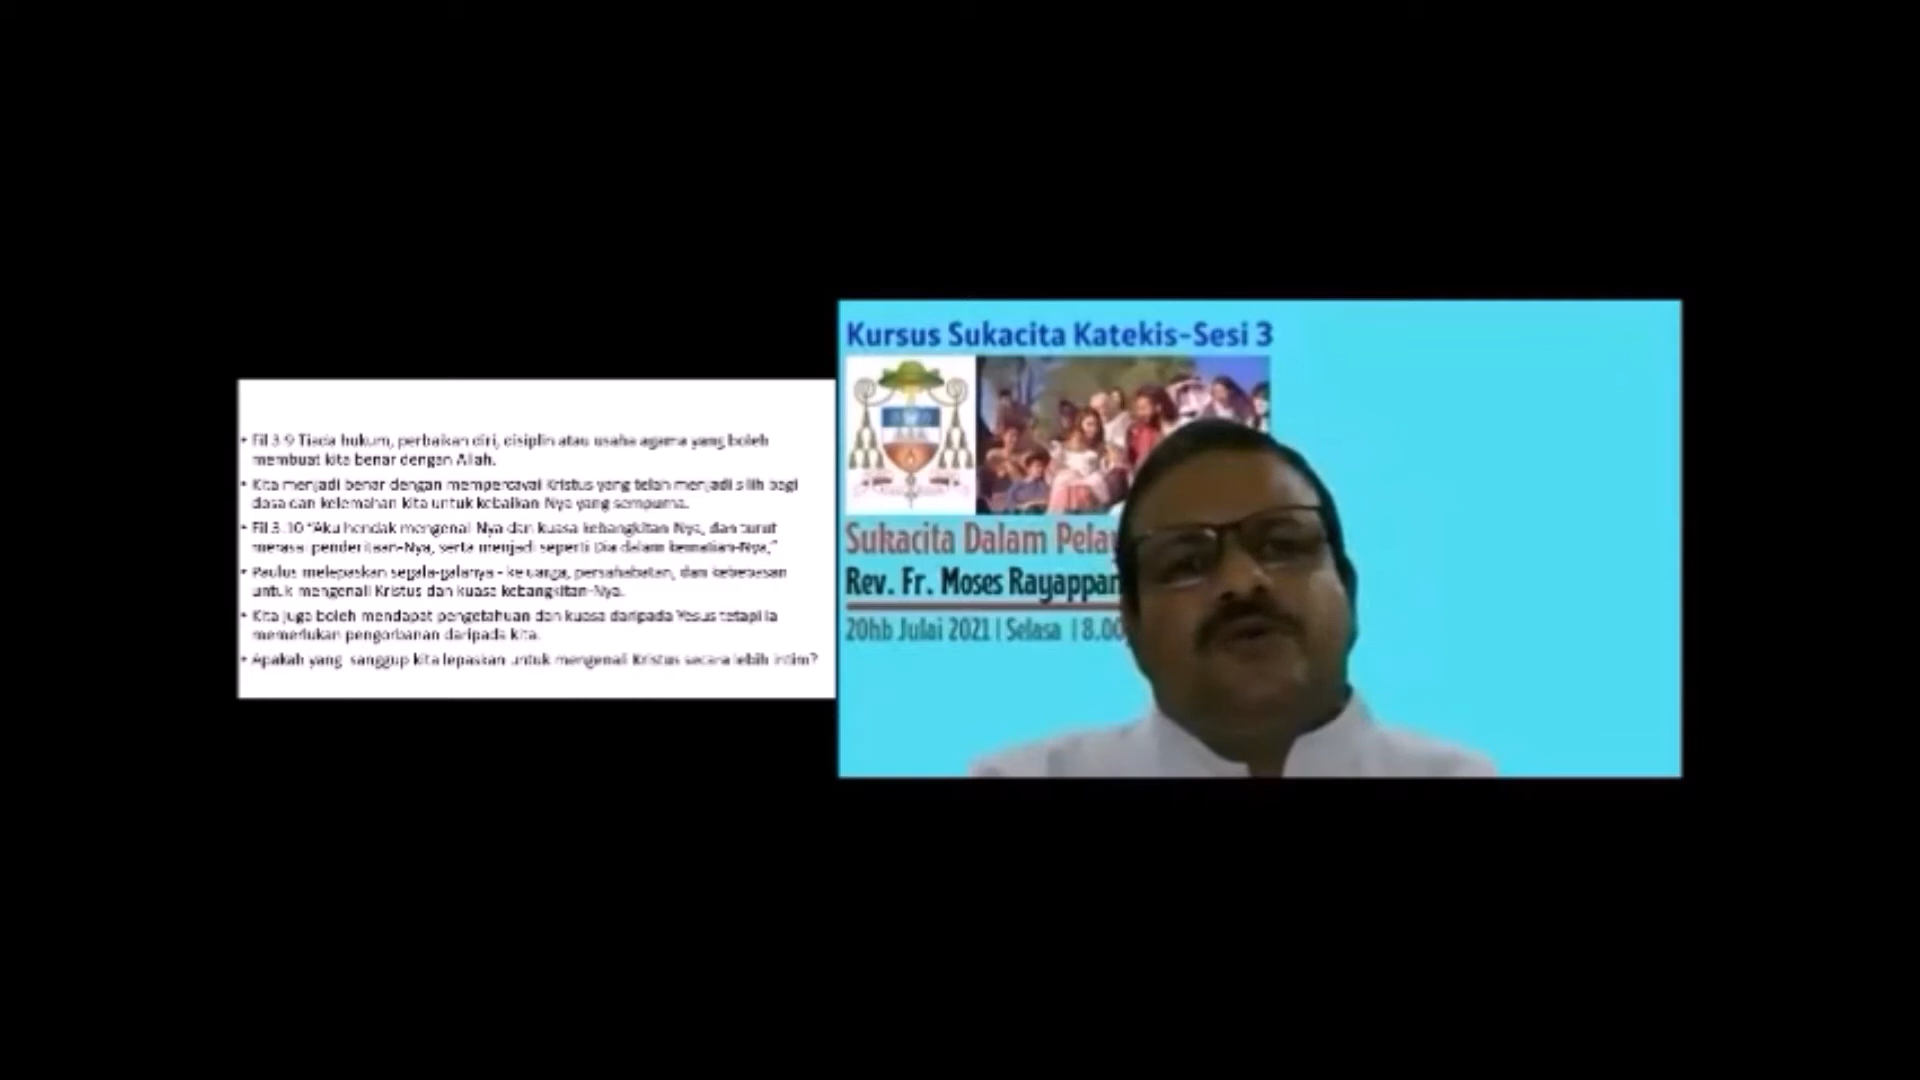 • Fil 3:9 Tiada hukum, perbaikan diri, disiplin atau usaha agama yang boleh
membuat kita benar dengan Allah.
• Kita menjadi benar dengan mempercayai Kristus yang telah menjadi silih bagi
dosa dan kelemahan kita untuk kebaikan-Nya yang sempurna.
• Fil 3:10 “Aku hendak mengenal-Nya dan kuasa kebangkitan-Nya, dan turut
merasai penderitaan-Nya, serta menjadi seperti Dia dalam kematian-Nya,”
• Paulus melepaskan segala-galanya - keluarga, persahabatan, dan kebebasan
untuk mengenali Kristus dan kuasa kebangkitan-Nya.
• Kita juga boleh mendapat pengetahuan dan kuasa daripada Yesus tetapi ia
memerlukan pengorbanan daripada kita.
• Apakah yang sanggup kita lepaskan untuk mengenali Kristus secara lebih intim?
Kursus Sukacita Katekis-Sesi 3
Sukacita Dalam Pela
Rev. Fr. Moses Rayappan
20hb Julai 2021 | Selasa | 8.00